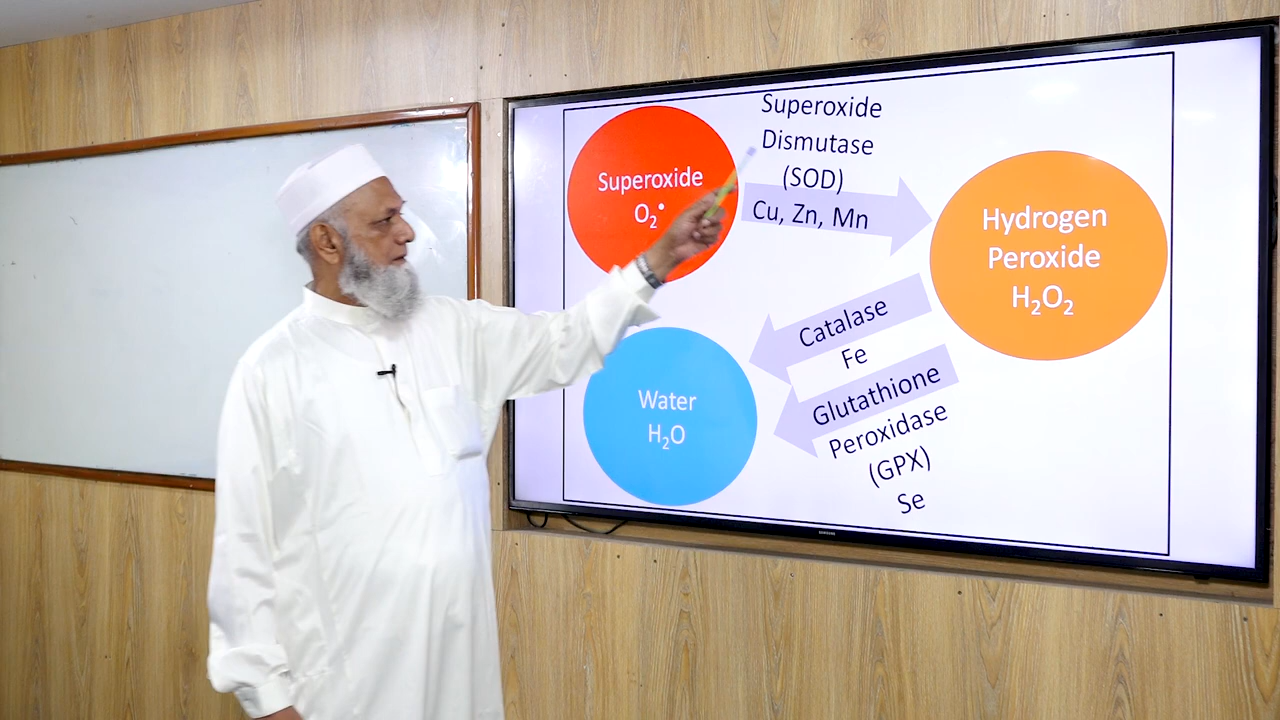 Superoxide
O₂•
Superoxide
Dismutase
(SOD)
Cu, Zn, Mn
Hydrogen
Peroxide
H₂O₂
Catalase
Fe
Glutathione
Peroxidase
(GPX)
Se
Water
H₂O
SAMSUNG